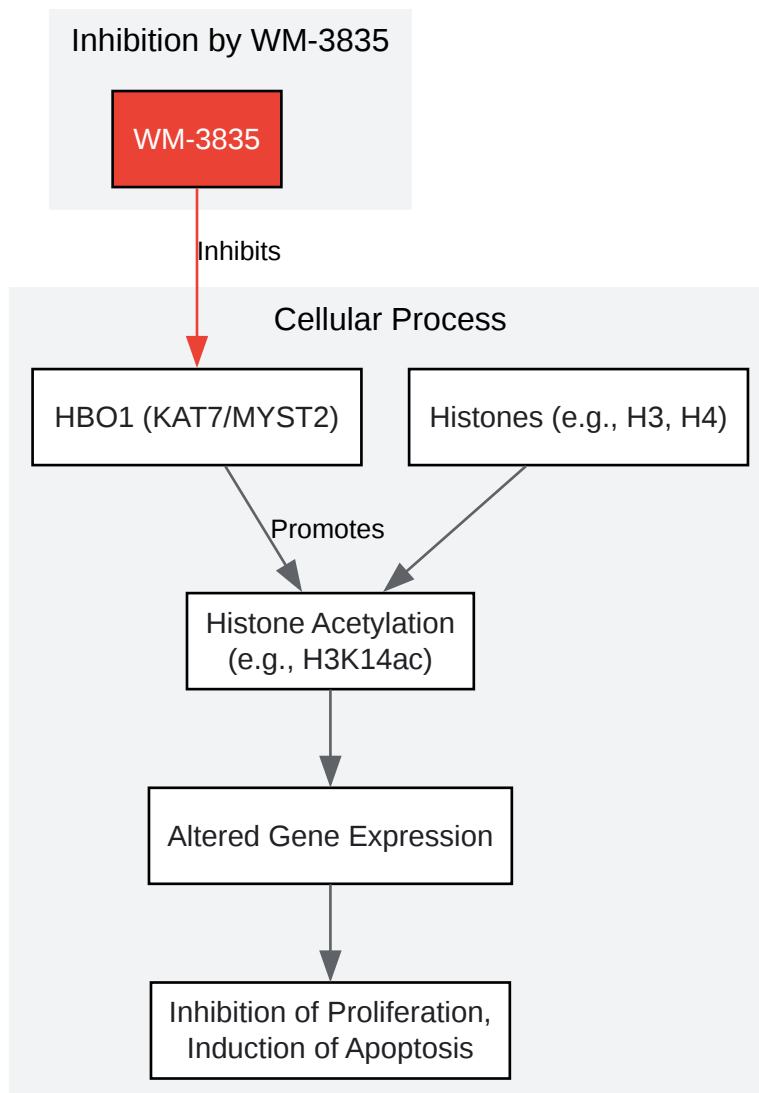 Inhibition by WM-3835
WM-3835
Inhibits
Cellular Process
HBO1 (KAT7/MYST2)
Histones (e.g., H3, H4)
Promotes
Histone Acetylation
(e.g., H3K14ac)
Altered Gene Expression
Inhibition of Proliferation,
Induction of Apoptosis